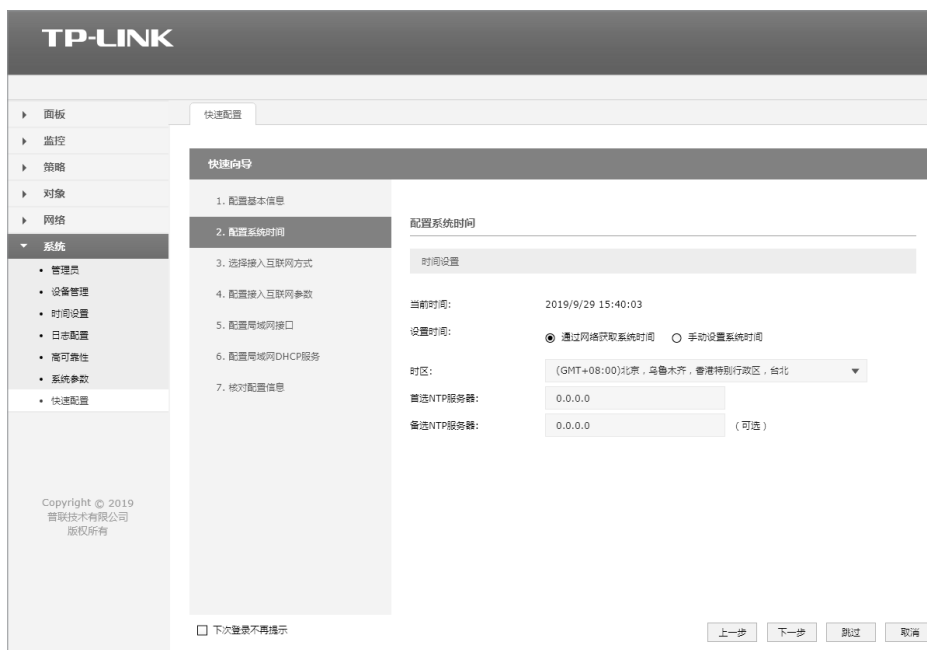 TP-LINK
面板
监控
策略
对象
网络
系统
管理员
设备管理
时间设置
日志配置
高可靠性
系统参数
快速配置
Copyright © 2019
普联技术有限公司
版权所有
快速配置
快速向导
1. 配置基本信息
2. 配置系统时间
3. 选择接入互联网方式
4. 配置接入互联网参数
5. 配置局域网接口
6. 配置局域网DHCP服务
7. 核对配置信息
配置系统时间
时间设置
当前时间: 2019/9/29 15:40:03
设置时间: 通过网络获取系统时间 手动设置系统时间
时区: (GMT+08:00)北京，乌鲁木齐，香港特别行政区，台北
首选NTP服务器: 0.0.0.0
备选NTP服务器: 0.0.0.0 (可选)
下次登录不再提示
上一步 下一步 跳过 取消